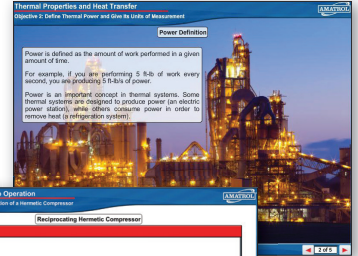 Thermal Properties and Heat Transfer
AMATROL
Objective 2: Define Thermal Power and Give its Units of Measurement
Power Definition
Power is defined as the amount of work performed in a given
amount of time.
For example, if you are performing 5 ft-lb of work every
second, you are producing 5 ft-lb/s of power.
Power is an important concept in thermal systems. Some
thermal systems are designed to produce power (an electric
power station), while others consume power in order to
remove heat (a refrigeration system).
Operation
AMATROL
tion of a Hermetic Compressor
Reciprocating Hermetic Compressor
2 of 5